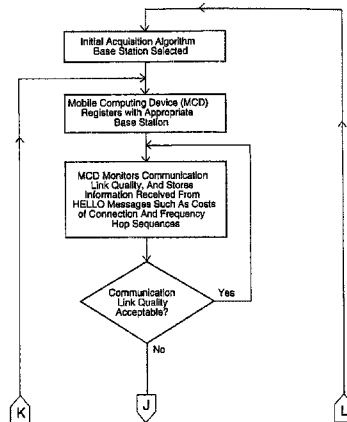 Initial Acquisition Algorithm
Base Station Selected
Mobile Computing Device (MCD)
Registers with Appropriate
Base Station
MCD Monitors Communication
Link Quality, And Stores
Information Received From
HELLO Messages Such As Costs
of Connection And Frequency
Hop Sequences
Communication
Link Quality
Acceptable?
Yes
No
K
J
L